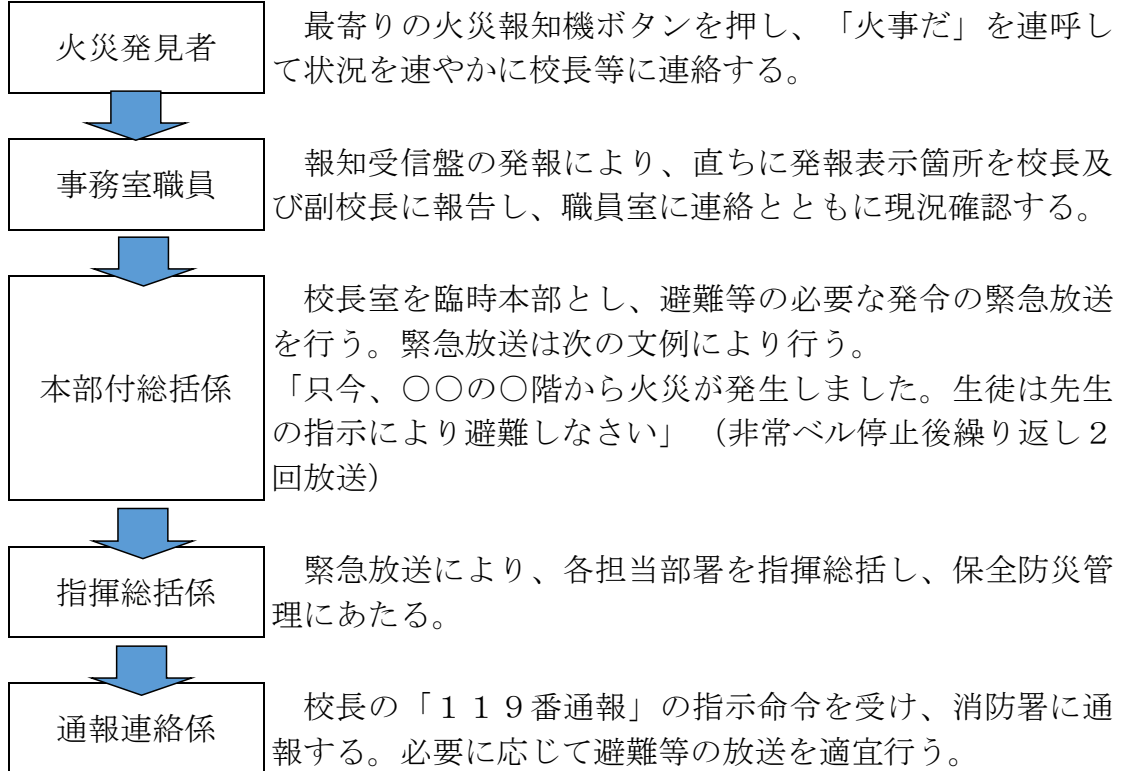 火災発見者
最寄りの火災報知機ボタンを押し、「火事だ」を連呼し
て状況を速やかに校長等に連絡する。
事務室職員
報知受信盤の発報により、直ちに発報表示箇所を校長及
び副校長に報告し、職員室に連絡とともに現況確認する。
本部付総括係
校長室を臨時本部とし、避難等の必要な発令の緊急放送
を行う。緊急放送は次の文例により行う。
「只今、〇〇の〇階から火災が発生しました。生徒は先生
の指示により避難しなさい」（非常ベル停止後繰り返し２
回放送）
指揮総括係
緊急放送により、各担当部署を指揮総括し、保全防災管
理にあたる。
通報連絡係
校長の「１１９番通報」の指示命令を受け、消防署に通
報する。必要に応じて避難等の放送を適宜行う。